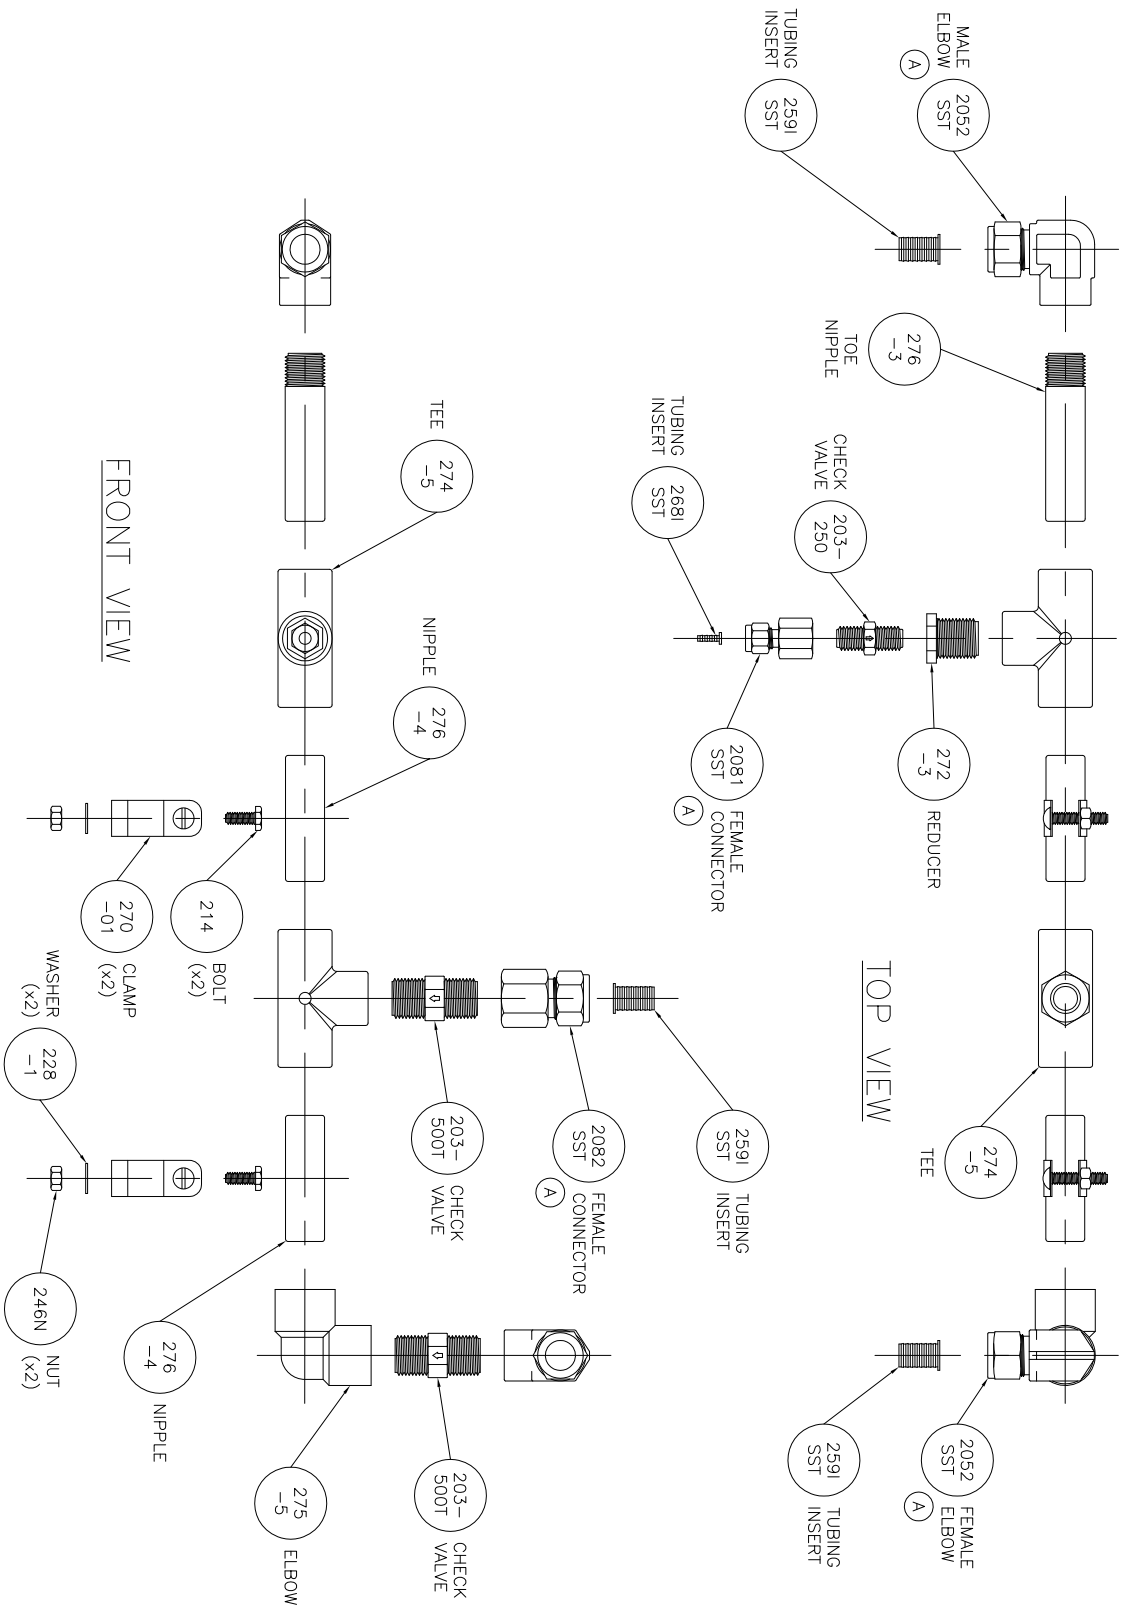 MALE
ELBOW
A
2052
SST
TUBING
INSERT
259I
SST
276
-3
TOE
NIPPLE
CHECK
VALVE
203-
250
TUBING
INSERT
268I
SST
272
-3
REDUCER
2081
SST
FEMALE
CONNECTOR
A
TOP VIEW
274
-5
TEE
2052
SST
FEMALE
ELBOW
A
259I
SST
TUBING
INSERT
TEE
274
-5
FRONT VIEW
NIPPLE
276
-4
214
BOLT
(x2)
270
-01
CLAMP
(x2)
WASHER
(x2)
228
-1
246N
NUT
(x2)
259I
SST
TUBING
INSERT
2082
SST
FEMALE
CONNECTOR
A
203-
500T
CHECK
VALVE
276
-4
NIPPLE
275
-5
ELBOW
203-
500T
CHECK
VALVE